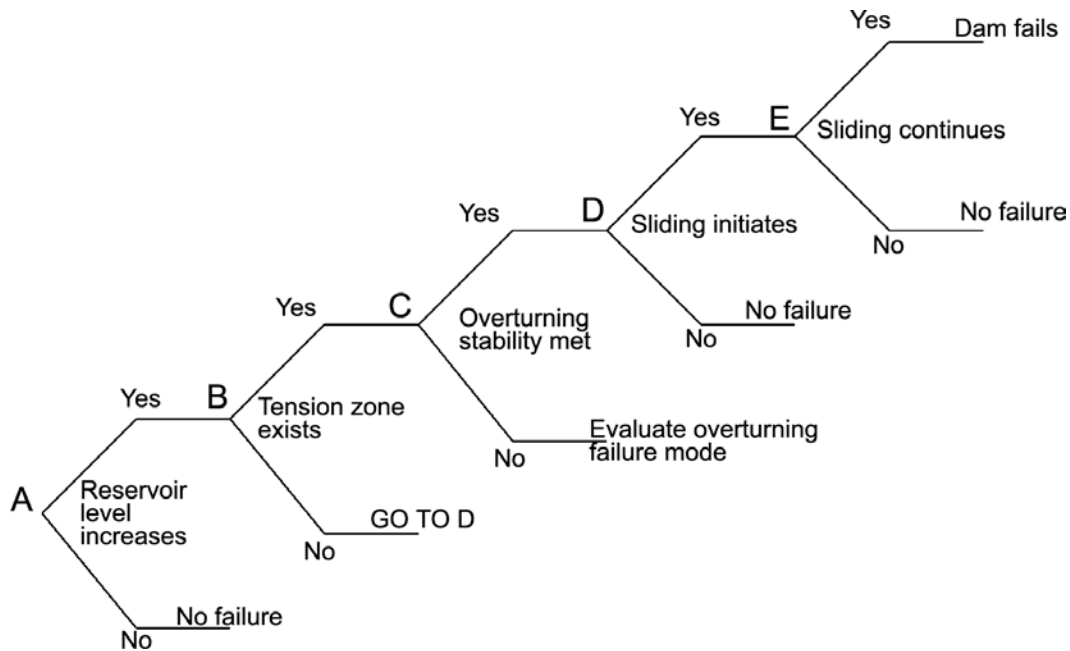 Yes
Dam fails
Yes
E
Sliding continues
Yes
D
Sliding initiates
No
No failure
Yes
C
Overturning
stability met
No
No failure
Yes
B
Tension zone
exists
No
Evaluate overturning
failure mode
A
Reservoir
level
increases
No
GO TO D
No
No failure